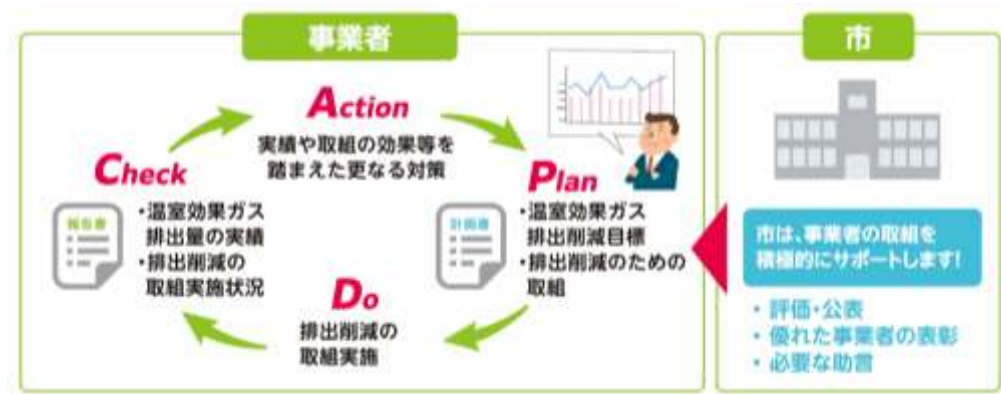 事業者
Action
実績や取組の効果等を
踏まえた更なる対策
Check
報告書
・温室効果ガス
排出量の実績
・排出削減の
取組実施状況
Plan
計画書
・温室効果ガス
排出削減目標
・排出削減のための
取組
Do
排出削減の
取組実施
市
市は、事業者の取組を
積極的にサポートします!
・評価・公表
・優れた事業者の表彰
・必要な助言